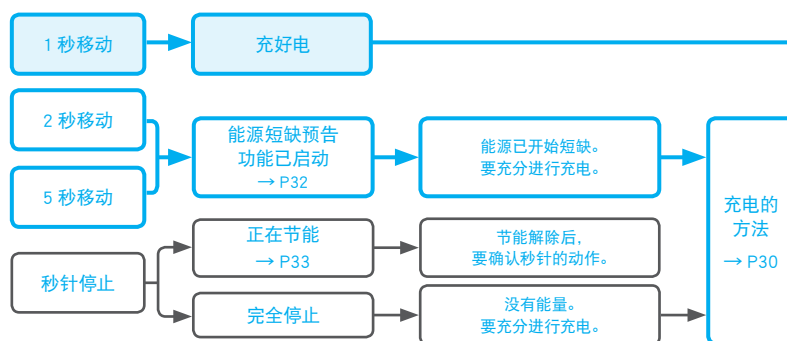 1 秒移动
充好电
2 秒移动
5 秒移动
能源短缺预告
功能已启动
→ P32
能源已开始短缺。
要充分进行充电。
秒针停止
正在节能
→ P33
节能解除后,
要确认秒针的动作。
完全停止
没有能量。
要充分进行充电。
充电的
方法
→ P30